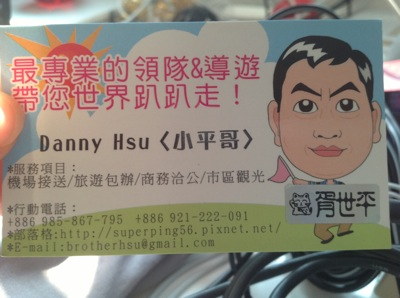 最專業的領隊&導遊
帶您世界趴趴走！
Danny Hsu〈小平哥〉
*服務項目：
機場接送/旅遊包辦/商務洽公/市區觀光
*行動電話：
+886 985-867-795 +886 921-222-091
*部落格:http://superping56.pixnet.net/
*E-mail:brotherhsu@gmail.com
胥世平